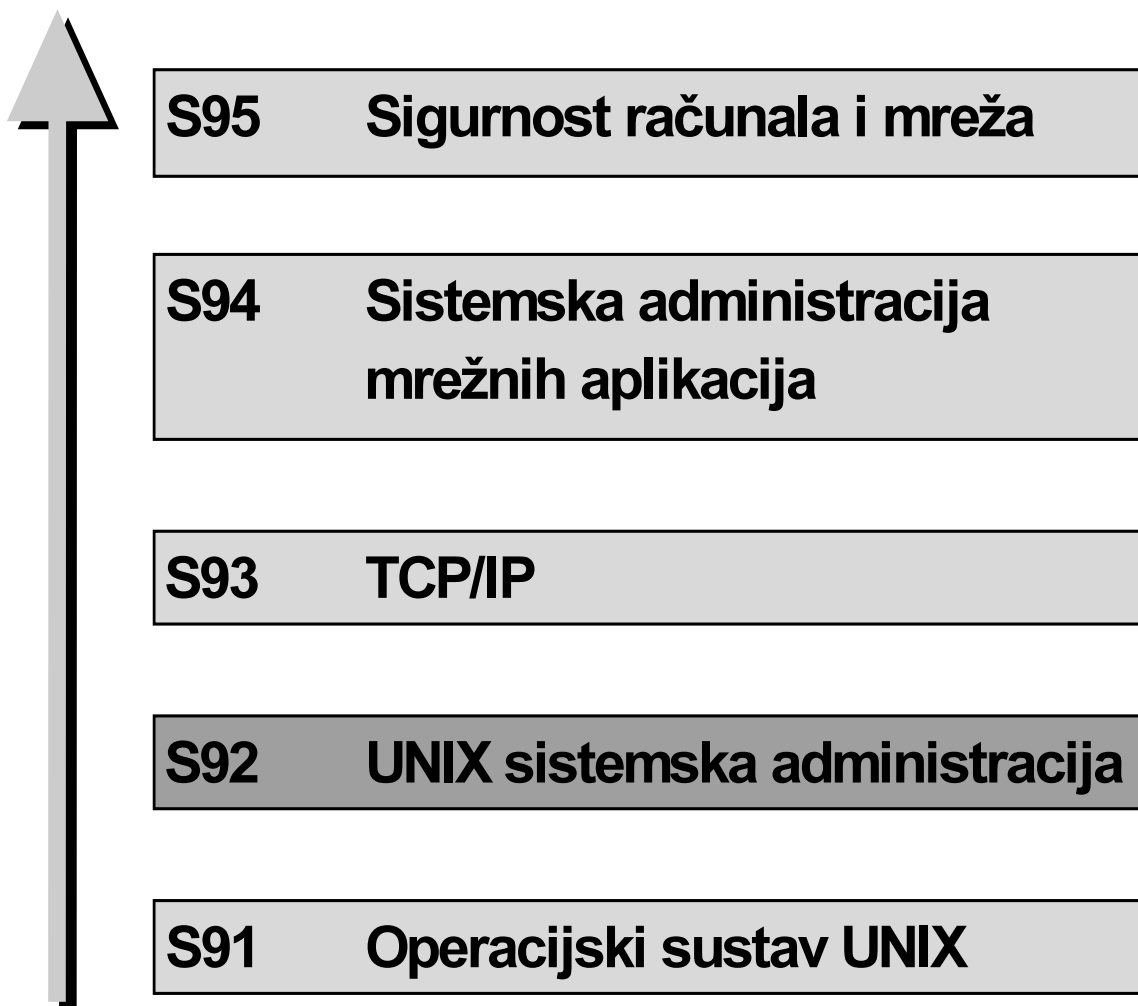 S95 Sigurnost računala i mreža
S94 Sistemska administracija
mrežnih aplikacija
S93 TCP/IP
S92 UNIX sistemska administracija
S91 Operacijski sustav UNIX